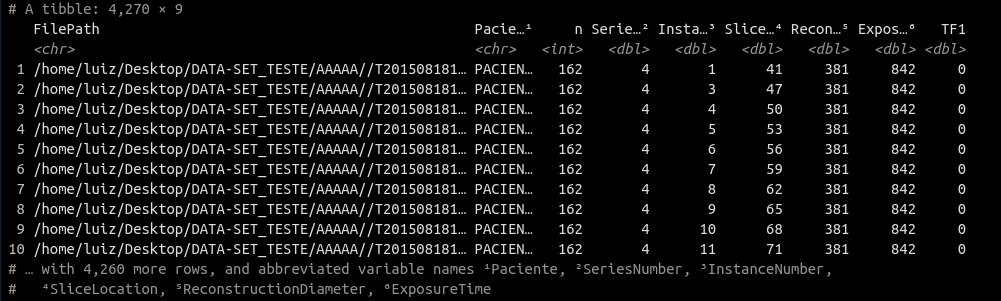 # A tibble: 4,270 × 9
FilePath Pacie…¹ n Serie…² Insta…³ Slice…⁴ Recon…⁵ Expos…⁶ TF1
<chr> <chr> <int> <dbl> <dbl> <dbl> <dbl> <dbl> <dbl>
1 /home/luiz/Desktop/DATA-SET_TESTE/AAAAA//T201508181… PACIEN… 162 4 1 41 381 842 0
2 /home/luiz/Desktop/DATA-SET_TESTE/AAAAA//T201508181… PACIEN… 162 4 3 47 381 842 0
3 /home/luiz/Desktop/DATA-SET_TESTE/AAAAA//T201508181… PACIEN… 162 4 4 50 381 842 0
4 /home/luiz/Desktop/DATA-SET_TESTE/AAAAA//T201508181… PACIEN… 162 4 5 53 381 842 0
5 /home/luiz/Desktop/DATA-SET_TESTE/AAAAA//T201508181… PACIEN… 162 4 6 56 381 842 0
6 /home/luiz/Desktop/DATA-SET_TESTE/AAAAA//T201508181… PACIEN… 162 4 7 59 381 842 0
7 /home/luiz/Desktop/DATA-SET_TESTE/AAAAA//T201508181… PACIEN… 162 4 8 62 381 842 0
8 /home/luiz/Desktop/DATA-SET_TESTE/AAAAA//T201508181… PACIEN… 162 4 9 65 381 842 0
9 /home/luiz/Desktop/DATA-SET_TESTE/AAAAA//T201508181… PACIEN… 162 4 10 68 381 842 0
10 /home/luiz/Desktop/DATA-SET_TESTE/AAAAA//T201508181… PACIEN… 162 4 11 71 381 842 0
# … with 4,260 more rows, and abbreviated variable names ¹Paciente, ²SeriesNumber, ³InstanceNumber,
# ⁴SliceLocation, ⁵ReconstructionDiameter, ⁶ExposureTime